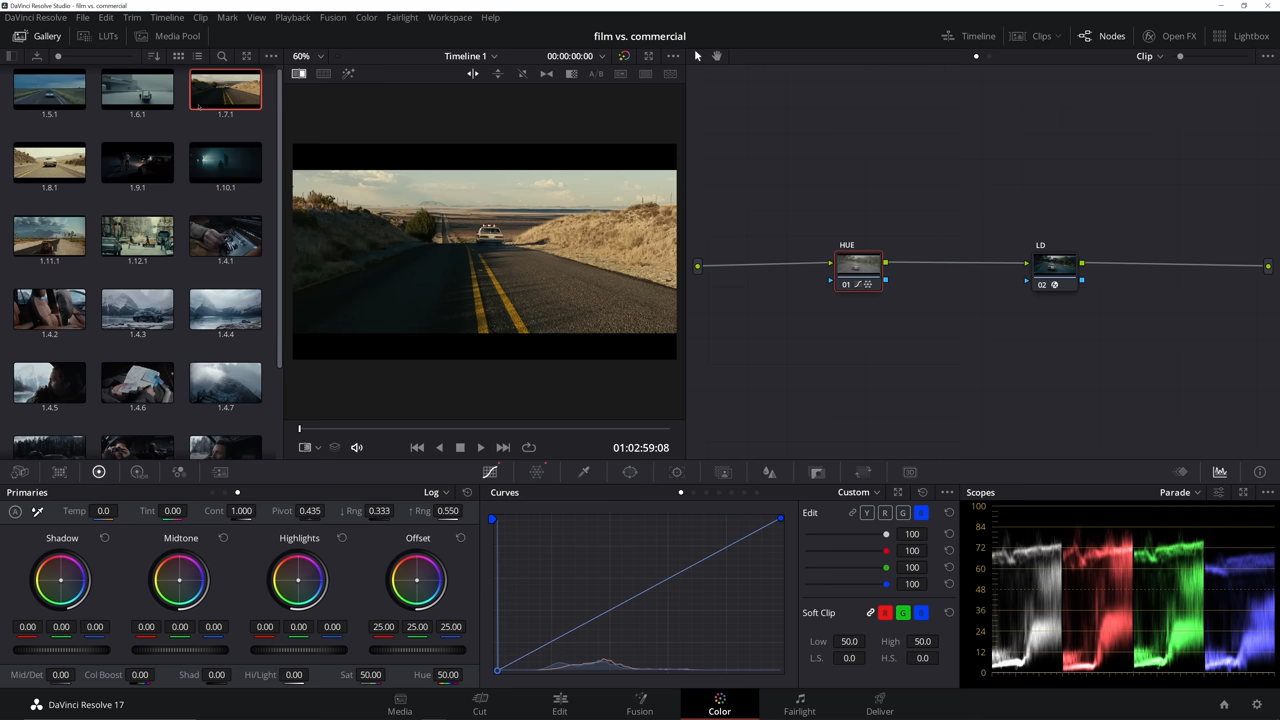 DaVinci Resolve Studio - film vs. commercial
DaVinci Resolve File Edit Trim Timeline Clip Mark View Playback Fusion Color Fairlight Workspace Help
Gallery LUTs Media Pool film vs. commercial Timeline Clips Nodes Open FX Lightbox
60% Timeline 1 00:00:00:00 Clip
A/B
1.5.1 1.6.1 1.7.1
1.8.1 1.9.1 1.10.1
1.11.1 1.12.1 1.4.1
1.4.2 1.4.3 1.4.4
1.4.5 1.4.6 1.4.7
HUE LD
01 02
01:02:59:08
Primaries Log
A Temp 0.0 Tint 0.00 Cont 1.000 Pivot 0.435 ↓ Rng 0.333 ↑ Rng 0.550
Shadow Midtone Highlights Offset
0.00 0.00 0.00 0.00 0.00 0.00 0.00 0.00 0.00 25.00 25.00 25.00
Mid/Det 0.00 Col Boost 0.00 Shad 0.00 Hi/Light 0.00 Sat 50.00 Hue 50.00
Curves Custom
Edit Y R G B
100
100
100
100
Soft Clip R G B
Low 50.0 High 50.0
L.S. 0.0 H.S. 0.0
Scopes Parade
100
84
72
60
48
36
24
12
0
DaVinci Resolve 17 Media Cut Edit Fusion Color Fairlight Deliver